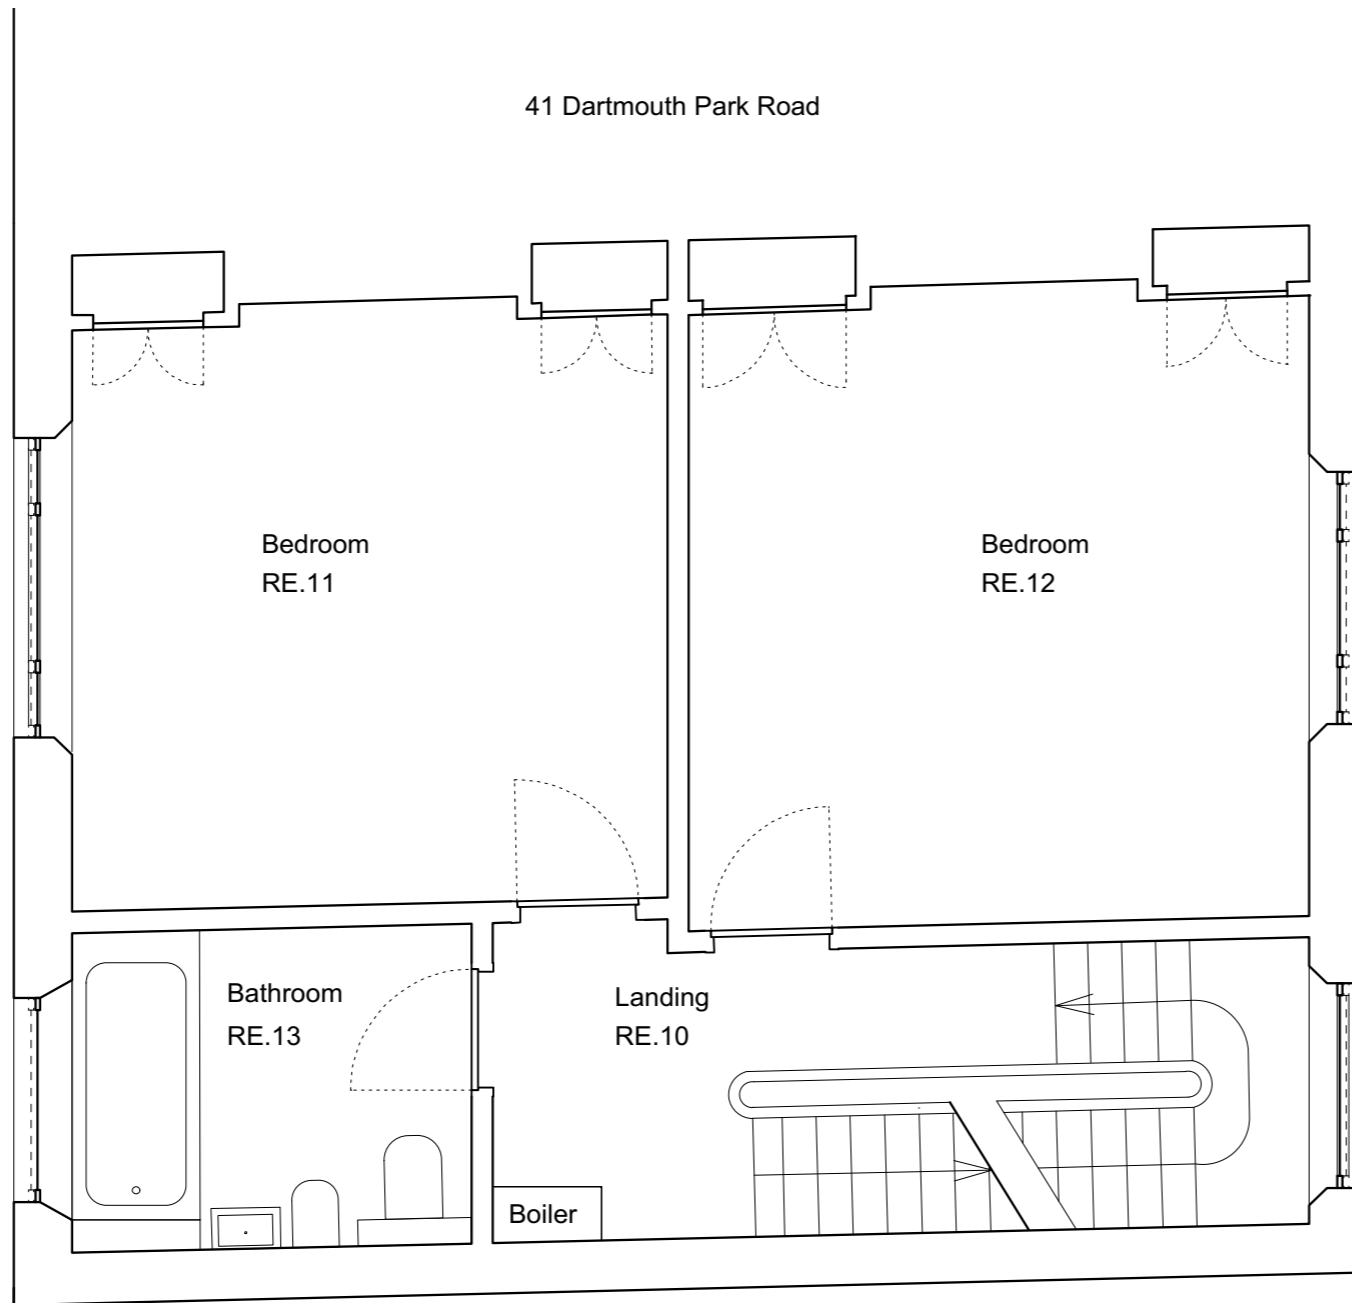 41 Dartmouth Park Road
Bedroom
RE.11
Bedroom
RE.12
Bathroom
RE.13
Landing
RE.10
Boiler